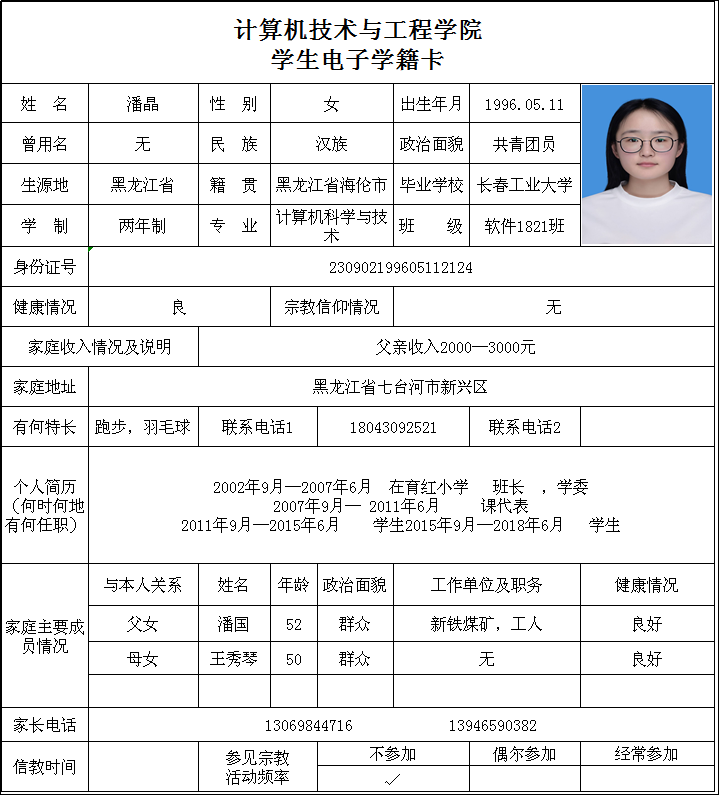 计算机技术与工程学院
学生电子学籍卡
姓 名 潘晶 性 别 女 出生年月 1996.05.11
曾用名 无 民 族 汉族 政治面貌 共青团员
生源地 黑龙江省 籍 贯 黑龙江省海伦市 毕业学校 长春工业大学
学 制 两年制 专 业 计算机科学与技术 班 级 软件1821班
身份证号 230902199605112124
健康情况 良 宗教信仰情况 无
家庭收入情况及说明 父亲收入2000—3000元
家庭地址 黑龙江省七台河市新兴区
有何特长 跑步，羽毛球 联系电话1 18043092521 联系电话2
个人简历
（何时何地
有何任职）
2002年9月—2007年6月 在育红小学 班长 ，学委
2007年9月— 2011年6月 课代表
2011年9月—2015年6月 学生2015年9月—2018年6月 学生
家庭主要成
员情况
与本人关系 姓名 年龄 政治面貌 工作单位及职务 健康情况
父女 潘国 52 群众 新铁煤矿，工人 良好
母女 王秀琴 50 群众 无 良好
家长电话 13069844716 13946590382
信教时间 参见宗教
活动频率 不参加 偶尔参加 经常参加
✓